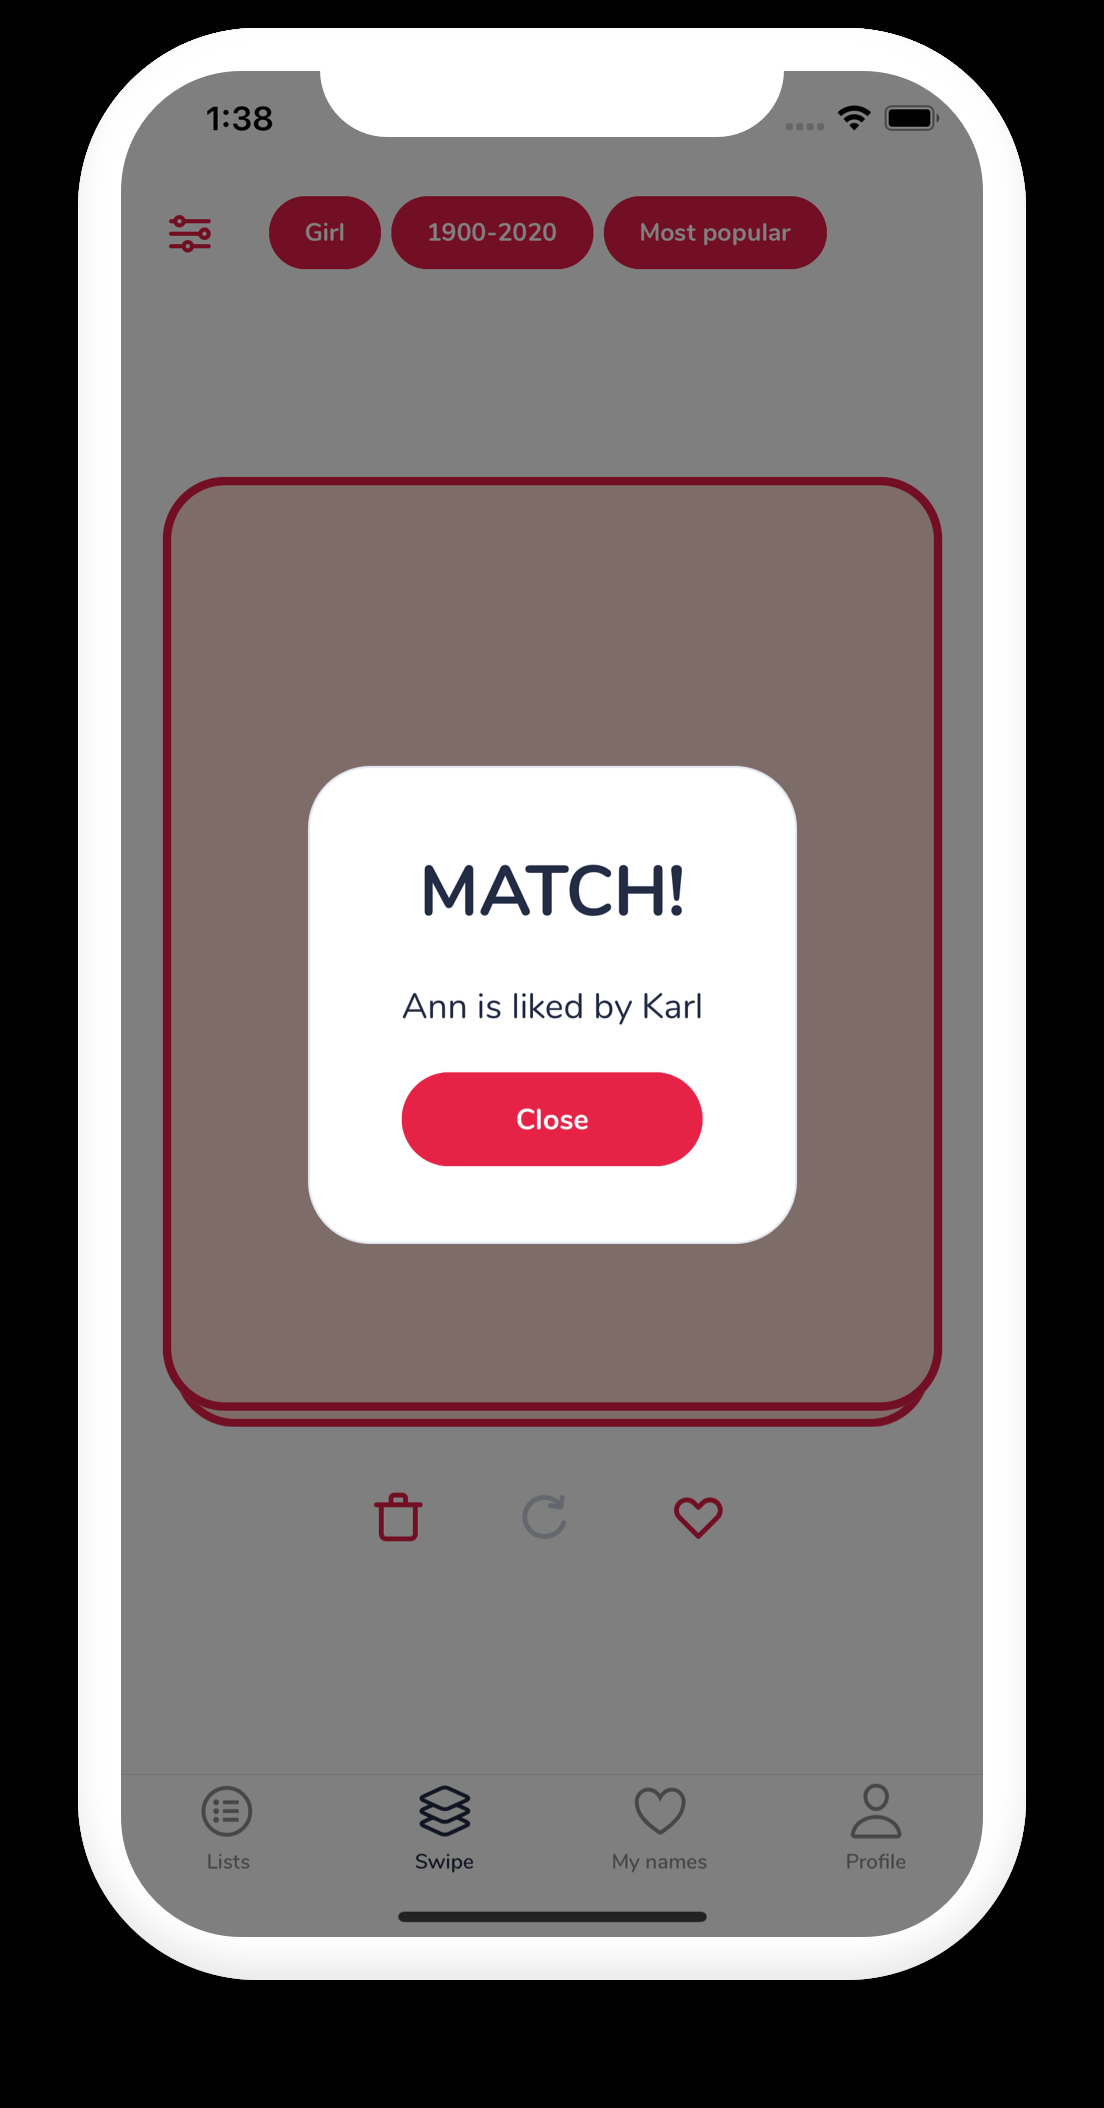 1:38
Girl
1900-2020
Most popular
MATCH!
Ann is liked by Karl
Close
Lists
Swipe
My names
Profile